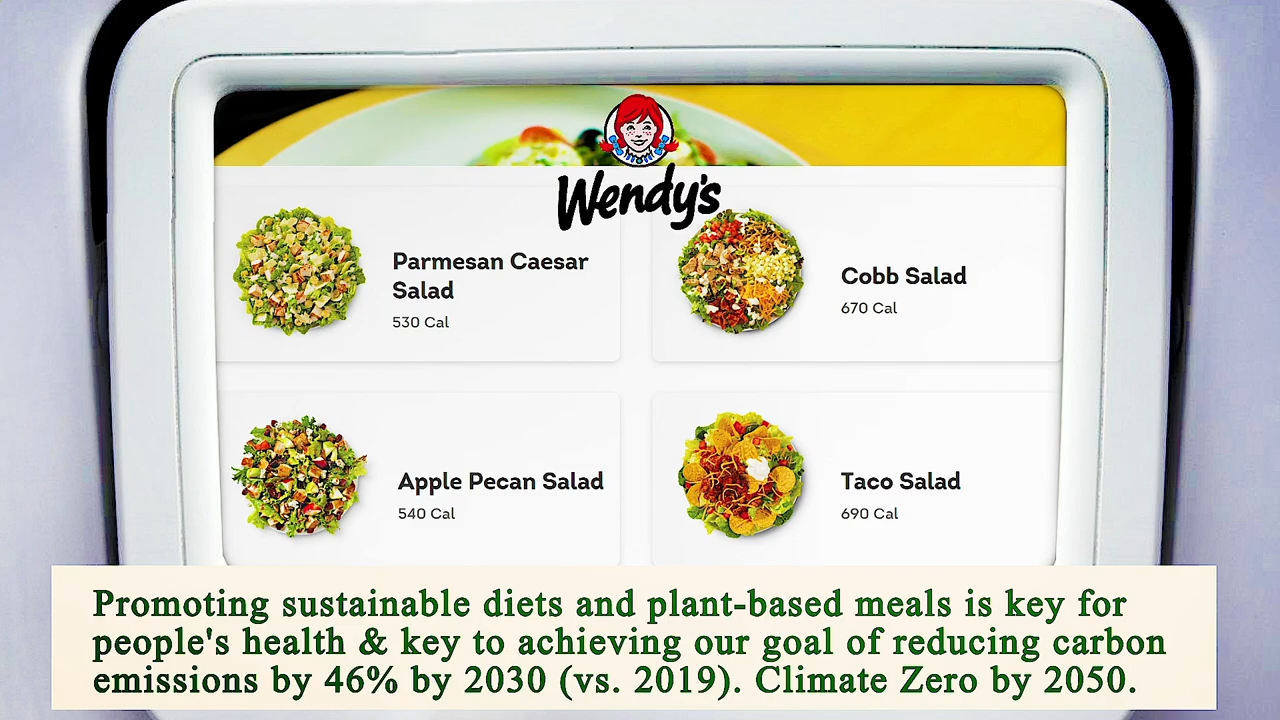 Wendy's
Parmesan Caesar
Salad
530 Cal
Cobb Salad
670 Cal
Apple Pecan Salad
540 Cal
Taco Salad
690 Cal
Promoting sustainable diets and plant-based meals is key for
people's health & key to achieving our goal of reducing carbon
emissions by 46% by 2030 (vs. 2019). Climate Zero by 2050.